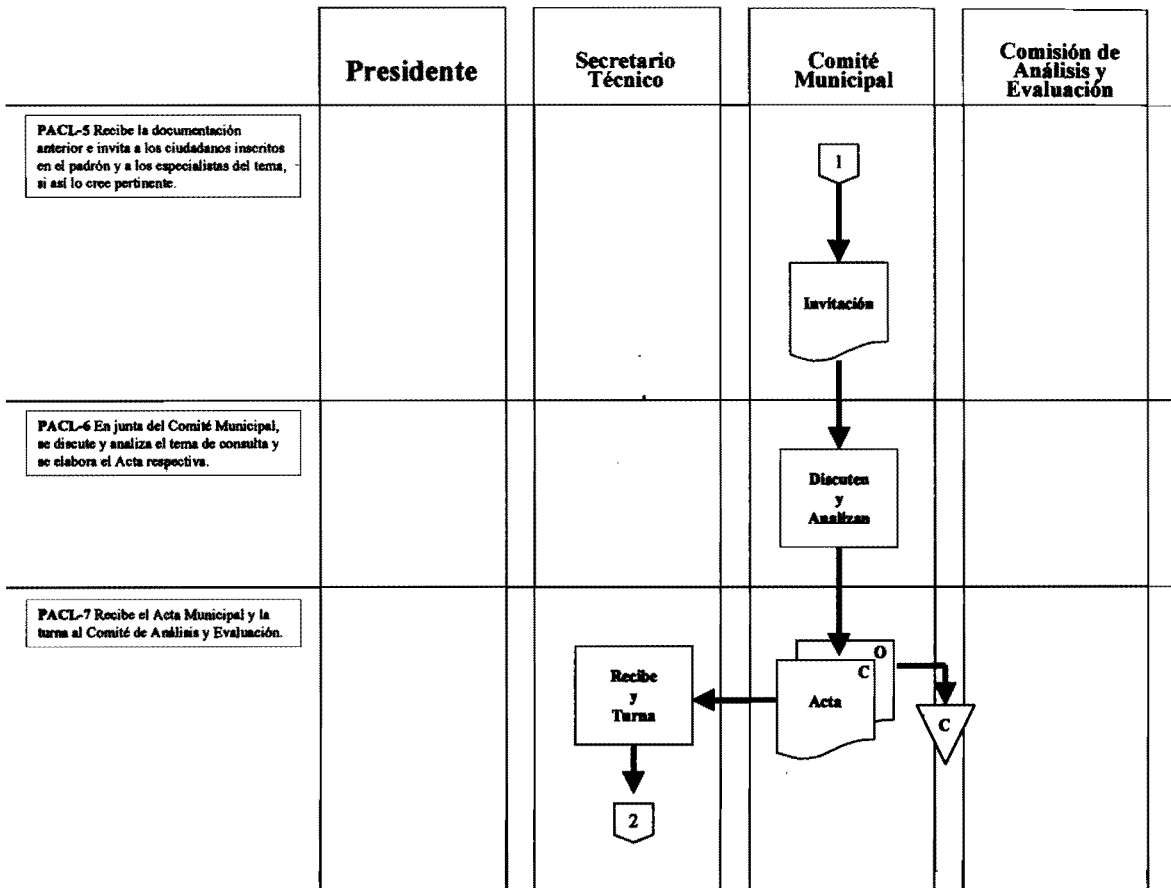 Presidente
Secretario
Técnico
Comité
Municipal
Comisión de
Análisis y
Evaluación
PACL-5 Recibe la documentación
anterior e invita a los ciudadanos inscritos
en el padrón y a los especialistas del tema,
si así lo cree pertinente.
1
Invitación
PACL-6 En junta del Comité Municipal,
se discute y analiza el tema de consulta y
se elabora el Acta respectiva.
Discuten
y
Analizan
PACL-7 Recibe el Acta Municipal y la
turna al Comité de Análisis y Evaluación.
Recibe
y
Turna
O
C
Acta
C
2